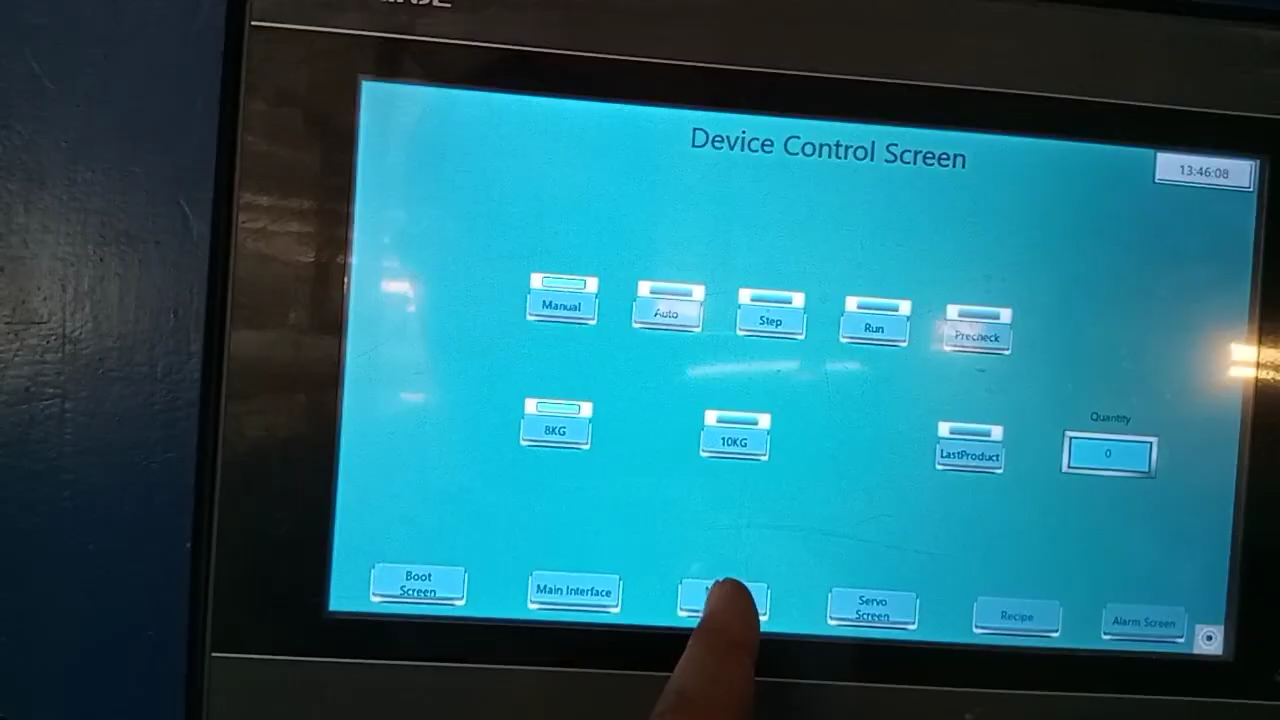 Device Control Screen
13:46:08
Manual
Auto
Step
Run
Precheck
8KG
10KG
LastProduct
Quantity
0
Boot
Screen
Main Interface
Servo
Screen
Recipe
Alarm Screen